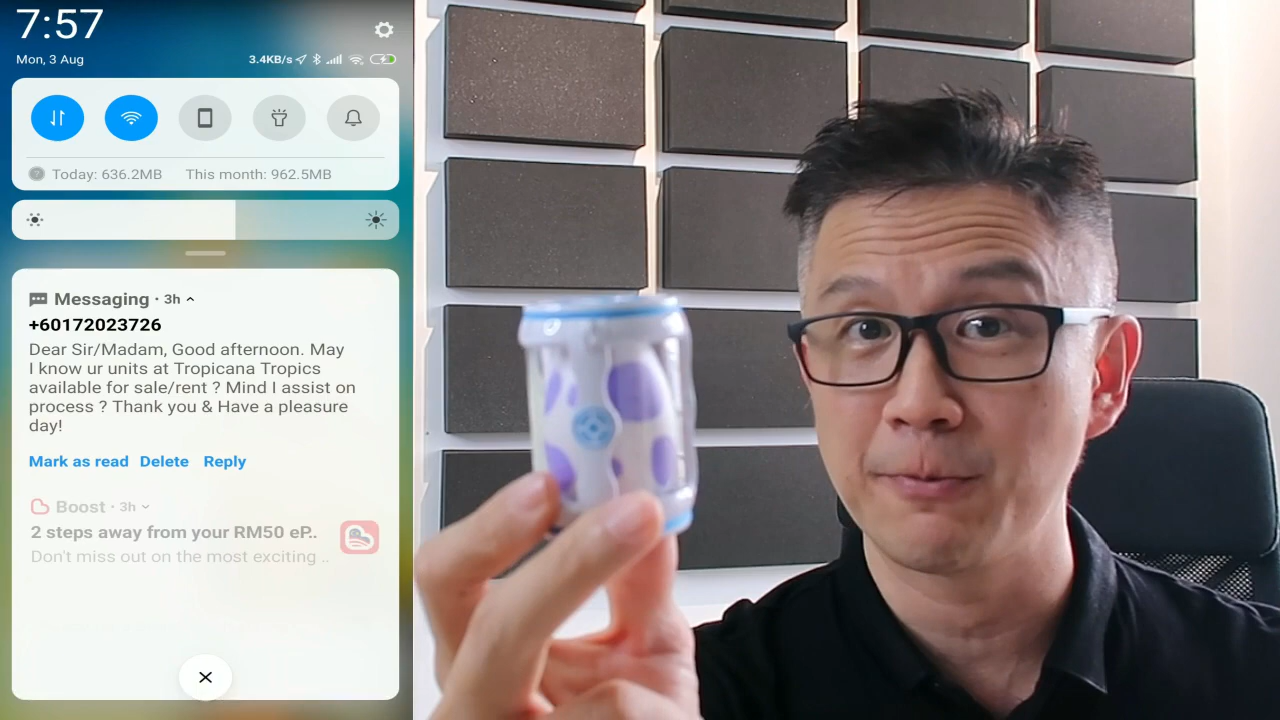 7:57
Mon, 3 Aug
3.4KB/s
Today: 636.2MB This month: 962.5MB
Messaging · 3h
+60172023726
Dear Sir/Madam, Good afternoon. May
I know ur units at Tropicana Tropics
available for sale/rent ? Mind I assist on
process ? Thank you & Have a pleasure
day!
Mark as read Delete Reply
Boost · 3h
2 steps away from your RM50 eP..
Don't miss out on the most exciting ..